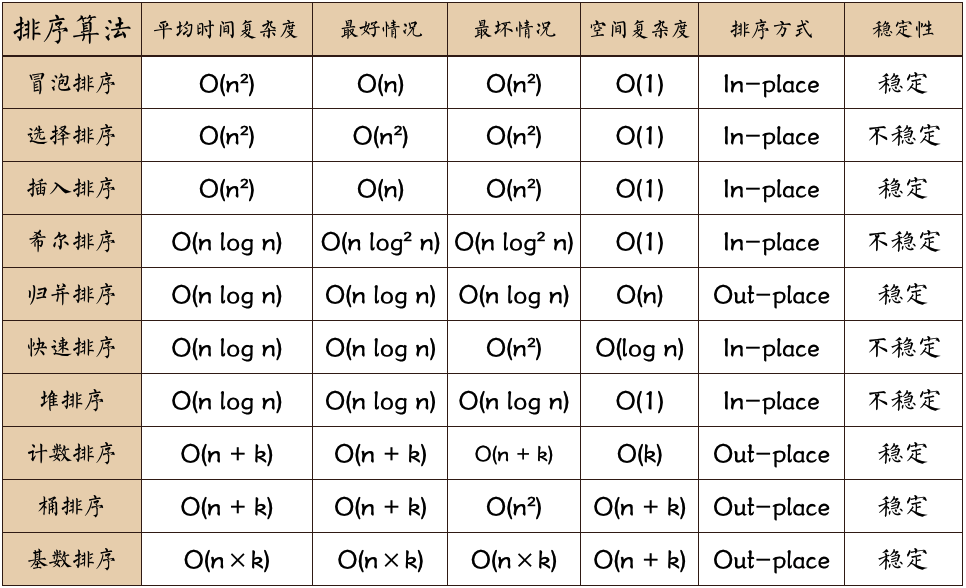 排序算法 平均时间复杂度 最好情况 最坏情况 空间复杂度 排序方式 稳定性
冒泡排序 O(n²) O(n) O(n²) O(1) In-place 稳定
选择排序 O(n²) O(n²) O(n²) O(1) In-place 不稳定
插入排序 O(n²) O(n) O(n²) O(1) In-place 稳定
希尔排序 O(n log n) O(n log² n) O(n log² n) O(1) In-place 不稳定
归并排序 O(n log n) O(n log n) O(n log n) O(n) Out-place 稳定
快速排序 O(n log n) O(n log n) O(n²) O(log n) In-place 不稳定
堆排序 O(n log n) O(n log n) O(n log n) O(1) In-place 不稳定
计数排序 O(n + k) O(n + k) O(n + k) O(k) Out-place 稳定
桶排序 O(n + k) O(n + k) O(n²) O(n + k) Out-place 稳定
基数排序 O(n×k) O(n×k) O(n×k) O(n + k) Out-place 稳定